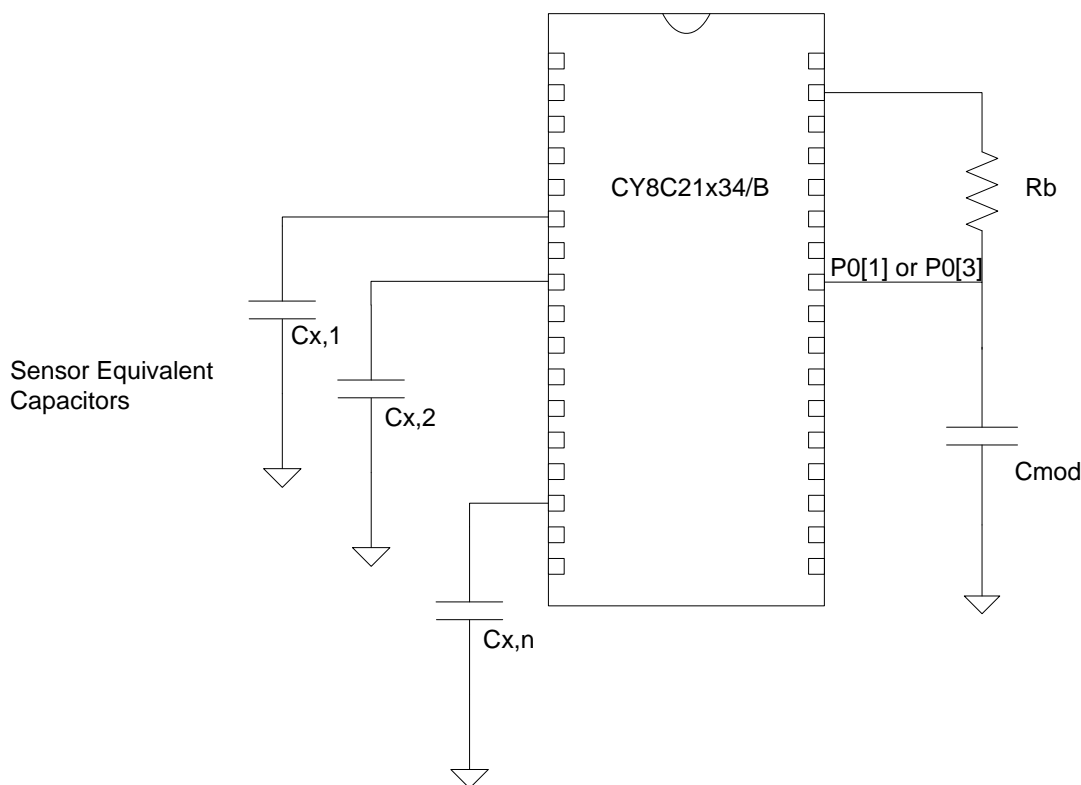 CY8C21x34/B
Rb
P0[1] or P0[3]
Cx,1
Sensor Equivalent
Capacitors
Cx,2
Cmod
Cx,n